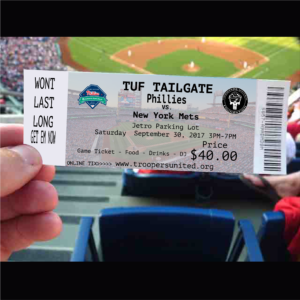 WONT
LAST
LONG
GET EM NOW
TUF TAILGATE
Phillies
vs.
New York Mets
Jetro Parking Lot
Saturday September 30, 2017 3PM-7PM
Price
Game Ticket - Food - Drinks - DJ
$40.00
ONLINE TIX>>>> www.troopersunited.org